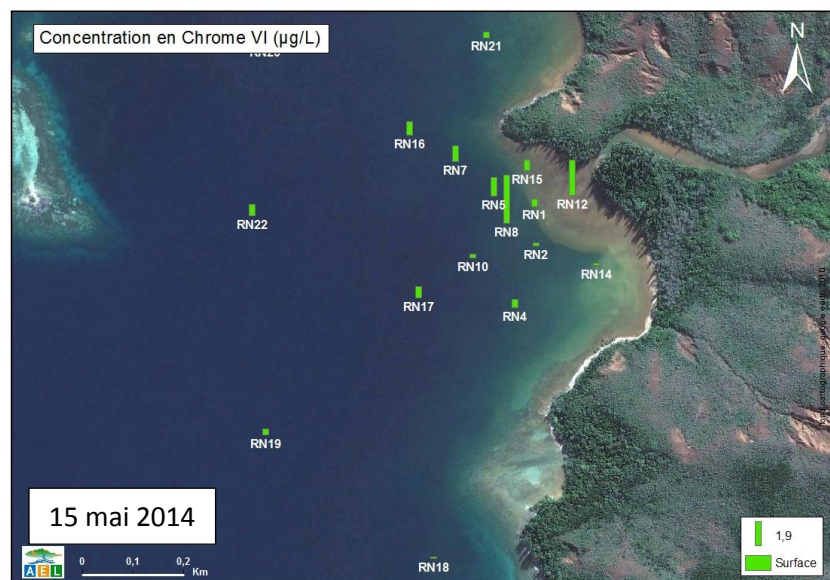 Concentration en Chrome VI (µg/L)
N
RN21
RN16
RN7
RN15
RN5
RN1
RN12
RN8
RN22
RN2
RN10
RN14
RN17
RN4
RN19
15 mai 2014
AEL
0 0,1 0,2
Km
RN18
1,9
Surface